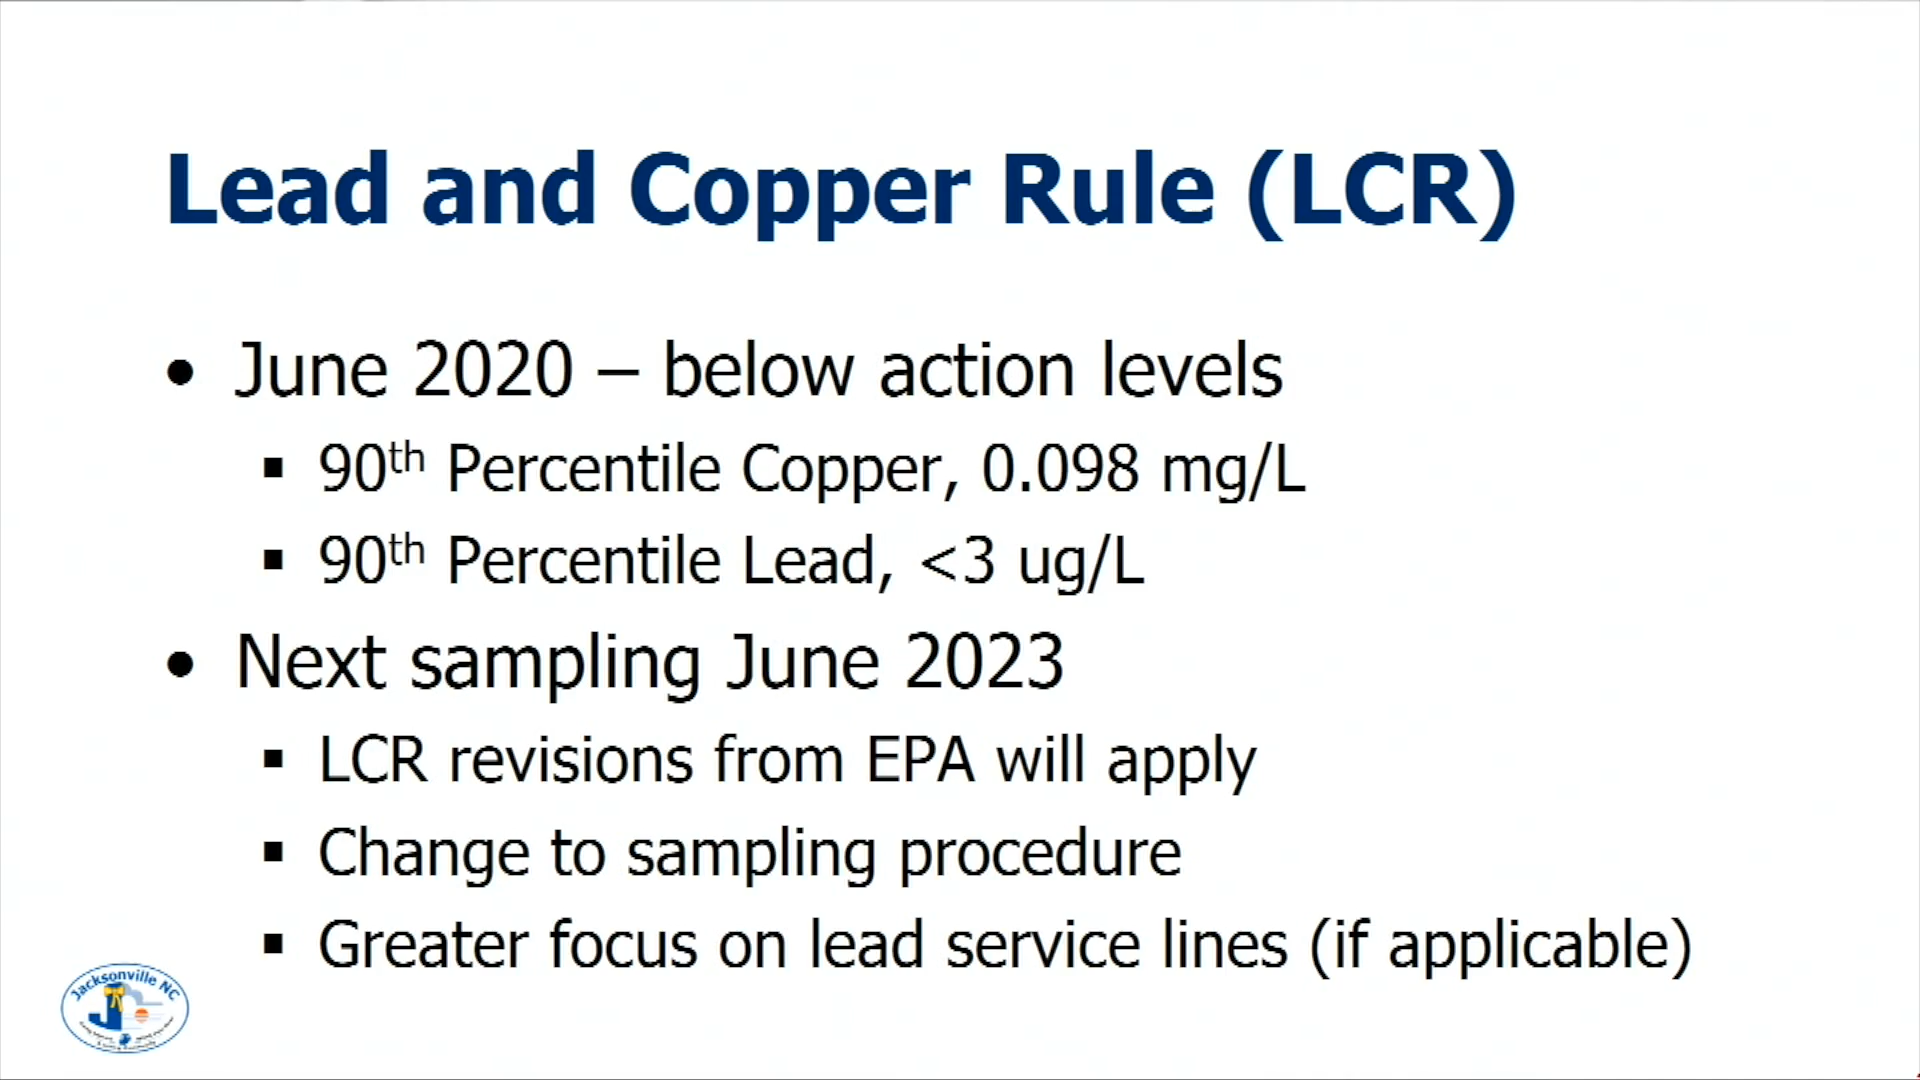 Lead and Copper Rule (LCR)
• June 2020 – below action levels
▪ 90th Percentile Copper, 0.098 mg/L
▪ 90th Percentile Lead, <3 ug/L
• Next sampling June 2023
▪ LCR revisions from EPA will apply
▪ Change to sampling procedure
▪ Greater focus on lead service lines (if applicable)
Jacksonville NC